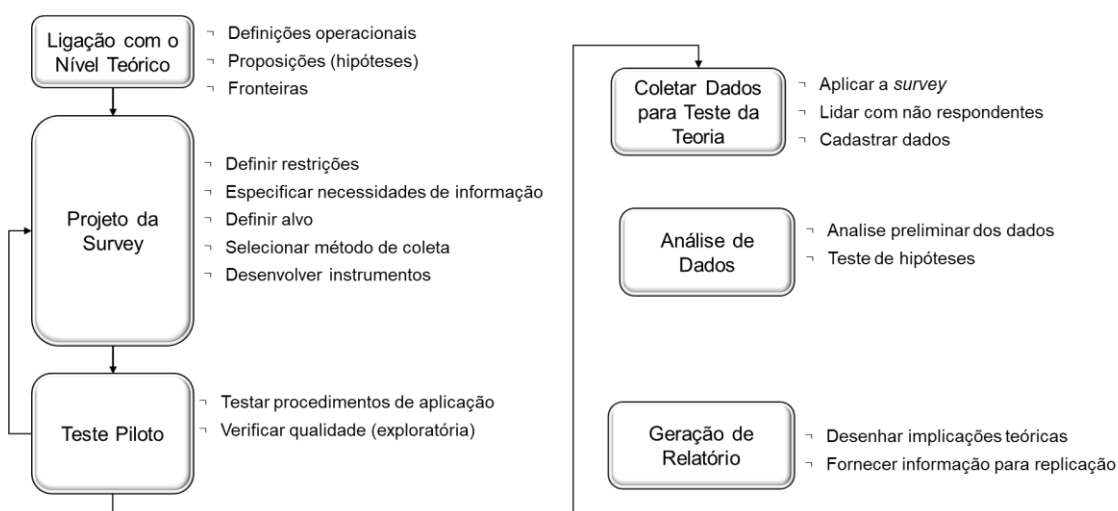 Ligação com o
Nível Teórico
¬ Definições operacionais
¬ Proposições (hipóteses)
¬ Fronteiras
Projeto da
Survey
¬ Definir restrições
¬ Especificar necessidades de informação
¬ Definir alvo
¬ Selecionar método de coleta
¬ Desenvolver instrumentos
Teste Piloto
¬ Testar procedimentos de aplicação
¬ Verificar qualidade (exploratória)
Coletar Dados
para Teste da
Teoria
¬ Aplicar a survey
¬ Lidar com não respondentes
¬ Cadastrar dados
Análise de
Dados
¬ Analise preliminar dos dados
¬ Teste de hipóteses
Geração de
Relatório
¬ Desenhar implicações teóricas
¬ Fornecer informação para replicação